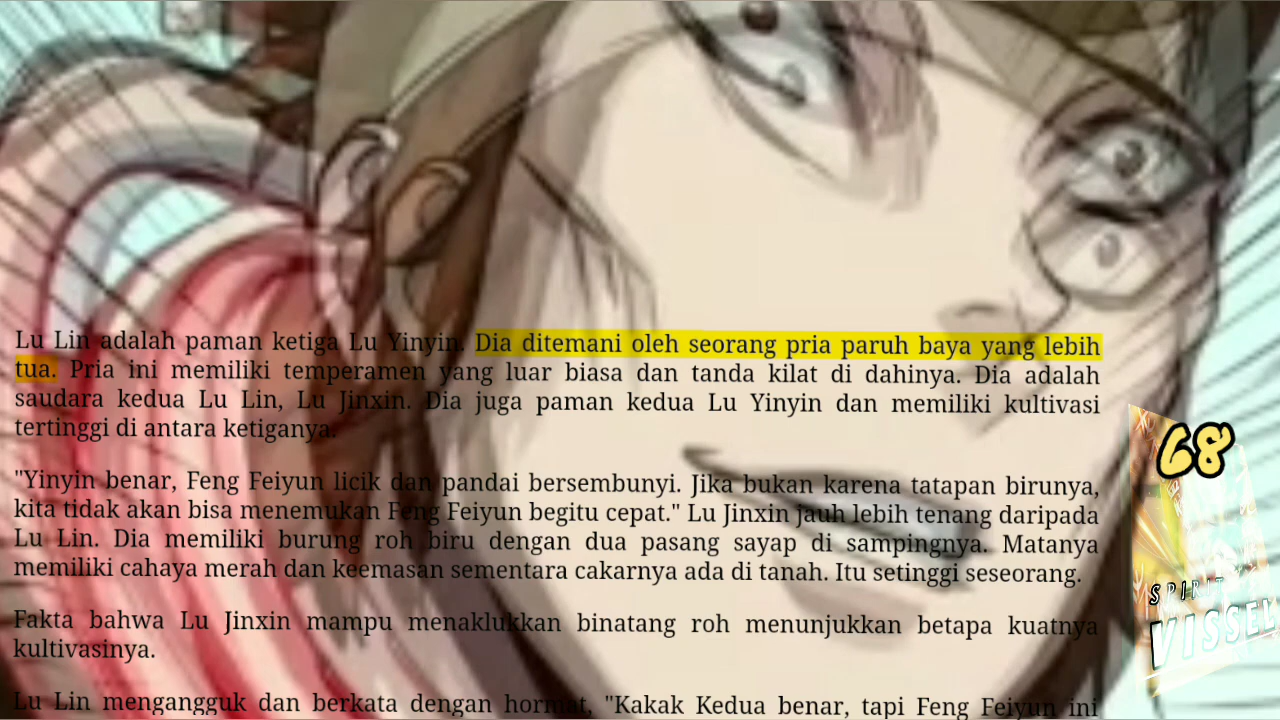 Lu Lin adalah paman ketiga Lu Yinyin. Dia ditemani oleh seorang pria paruh baya yang lebih
tua. Pria ini memiliki temperamen yang luar biasa dan tanda kilat di dahinya. Dia adalah
saudara kedua Lu Lin, Lu Jinxin. Dia juga paman kedua Lu Yinyin dan memiliki kultivasi
tertinggi di antara ketiganya.
"Yinyin benar, Feng Feiyun licik dan pandai bersembunyi. Jika bukan karena tatapan birunya,
kita tidak akan bisa menemukan Feng Feiyun begitu cepat." Lu Jinxin jauh lebih tenang daripada
Lu Lin. Dia memiliki burung roh biru dengan dua pasang sayap di sampingnya. Matanya
memiliki cahaya merah dan keemasan sementara cakarnya ada di tanah. Itu setinggi seseorang.
Fakta bahwa Lu Jinxin mampu menaklukkan binatang roh menunjukkan betapa kuatnya
kultivasinya.
Lu Lin mengangguk dan berkata dengan hormat, "Kakak Kedua benar, tapi Feng Feiyun ini
68
SPIRIT
VISSEL